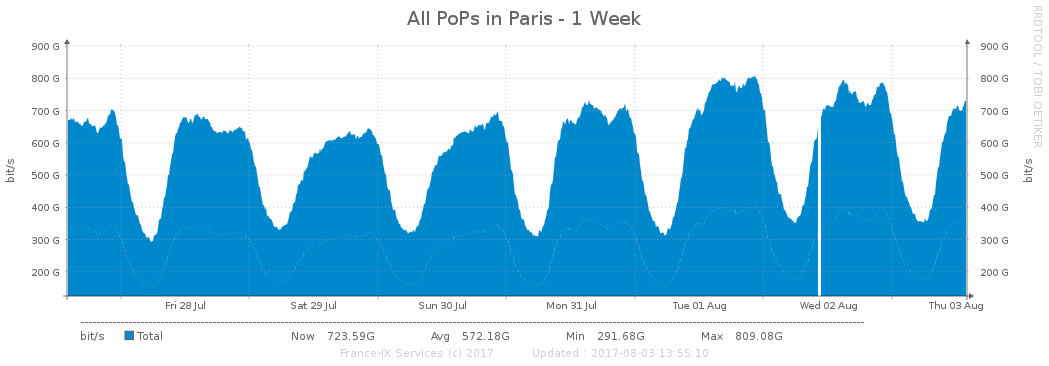 All PoPs in Paris - 1 Week
RRDTOOL / TOBI OETIKER
900 G 900 G
800 G 800 G
700 G 700 G
600 G 600 G
500 G 500 G
400 G 400 G
300 G 300 G
200 G 200 G
bit/s
bit/s
Fri 28 Jul Sat 29 Jul Sun 30 Jul Mon 31 Jul Tue 01 Aug Wed 02 Aug Thu 03 Aug
bit/s Total Now 723.59G Avg 572.18G Min 291.68G Max 809.08G
France-IX Services (c) 2017 Updated : 2017-08-03 13:55:10